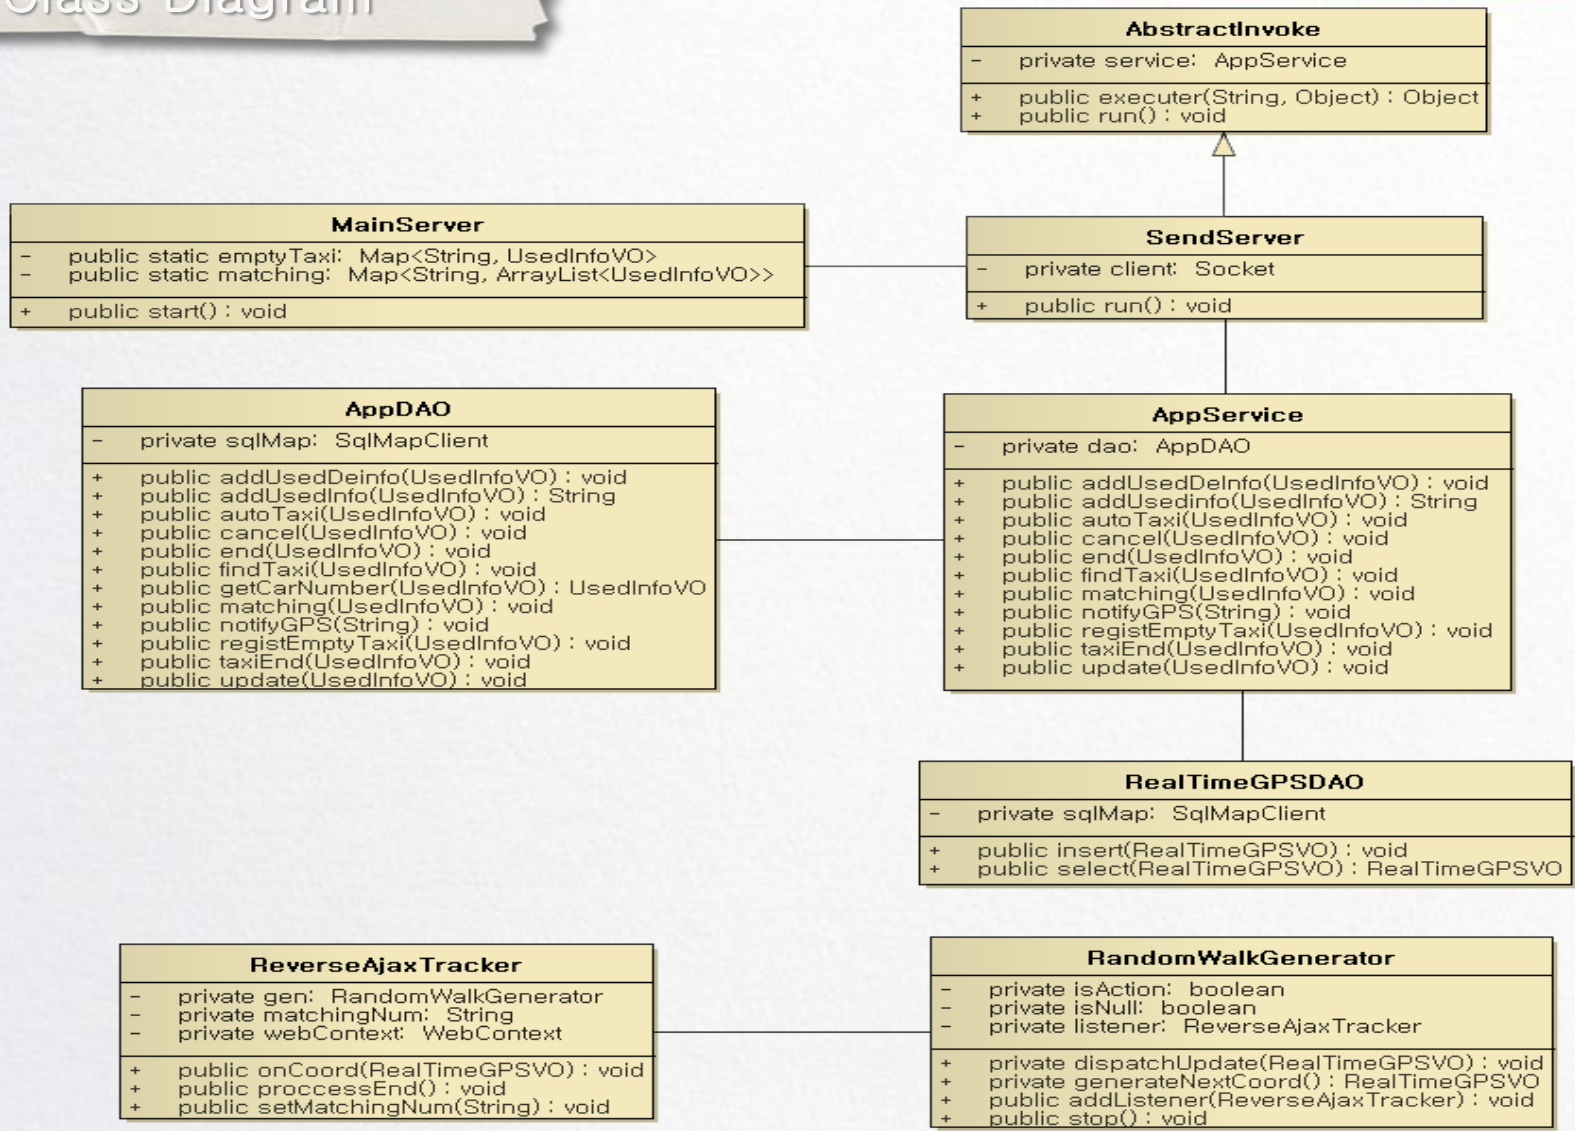 Class Diagram
AbstractInvoke
- private service: AppService
+ public executer(String, Object) : Object
+ public run() : void
MainServer
- public static emptyTaxi: Map<String, UsedInfoVO>
- public static matching: Map<String, ArrayList<UsedInfoVO>>
+ public start() : void
SendServer
- private client: Socket
+ public run() : void
AppDAO
- private sqlMap: SqlMapClient
+ public addUsedDeinfo(UsedInfoVO) : void
+ public addUsedInfo(UsedInfoVO) : String
+ public autoTaxi(UsedInfoVO) : void
+ public cancel(UsedInfoVO) : void
+ public end(UsedInfoVO) : void
+ public findTaxi(UsedInfoVO) : void
+ public getCarNumber(UsedInfoVO) : UsedInfoVO
+ public matching(UsedInfoVO) : void
+ public notifyGPS(String) : void
+ public registEmptyTaxi(UsedInfoVO) : void
+ public taxiEnd(UsedInfoVO) : void
+ public update(UsedInfoVO) : void
AppService
- private dao: AppDAO
+ public addUsedDeInfo(UsedInfoVO) : void
+ public addUsedinfo(UsedInfoVO) : String
+ public autoTaxi(UsedInfoVO) : void
+ public cancel(UsedInfoVO) : void
+ public end(UsedInfoVO) : void
+ public findTaxi(UsedInfoVO) : void
+ public matching(UsedInfoVO) : void
+ public notifyGPS(String) : void
+ public registEmptyTaxi(UsedInfoVO) : void
+ public taxiEnd(UsedInfoVO) : void
+ public update(UsedInfoVO) : void
RealTimeGPSDAO
- private sqlMap: SqlMapClient
+ public insert(RealTimeGPSVO) : void
+ public select(RealTimeGPSVO) : RealTimeGPSVO
ReverseAjaxTracker
- private gen: RandomWalkGenerator
- private matchingNum: String
- private webContext: WebContext
+ public onCoord(RealTimeGPSVO) : void
+ public proccessEnd() : void
+ public setMatchingNum(String) : void
RandomWalkGenerator
- private isAction: boolean
- private isNull: boolean
- private listener: ReverseAjaxTracker
+ private dispatchUpdate(RealTimeGPSVO) : void
+ private generateNextCoord() : RealTimeGPSVO
+ public addListener(ReverseAjaxTracker) : void
+ public stop() : void